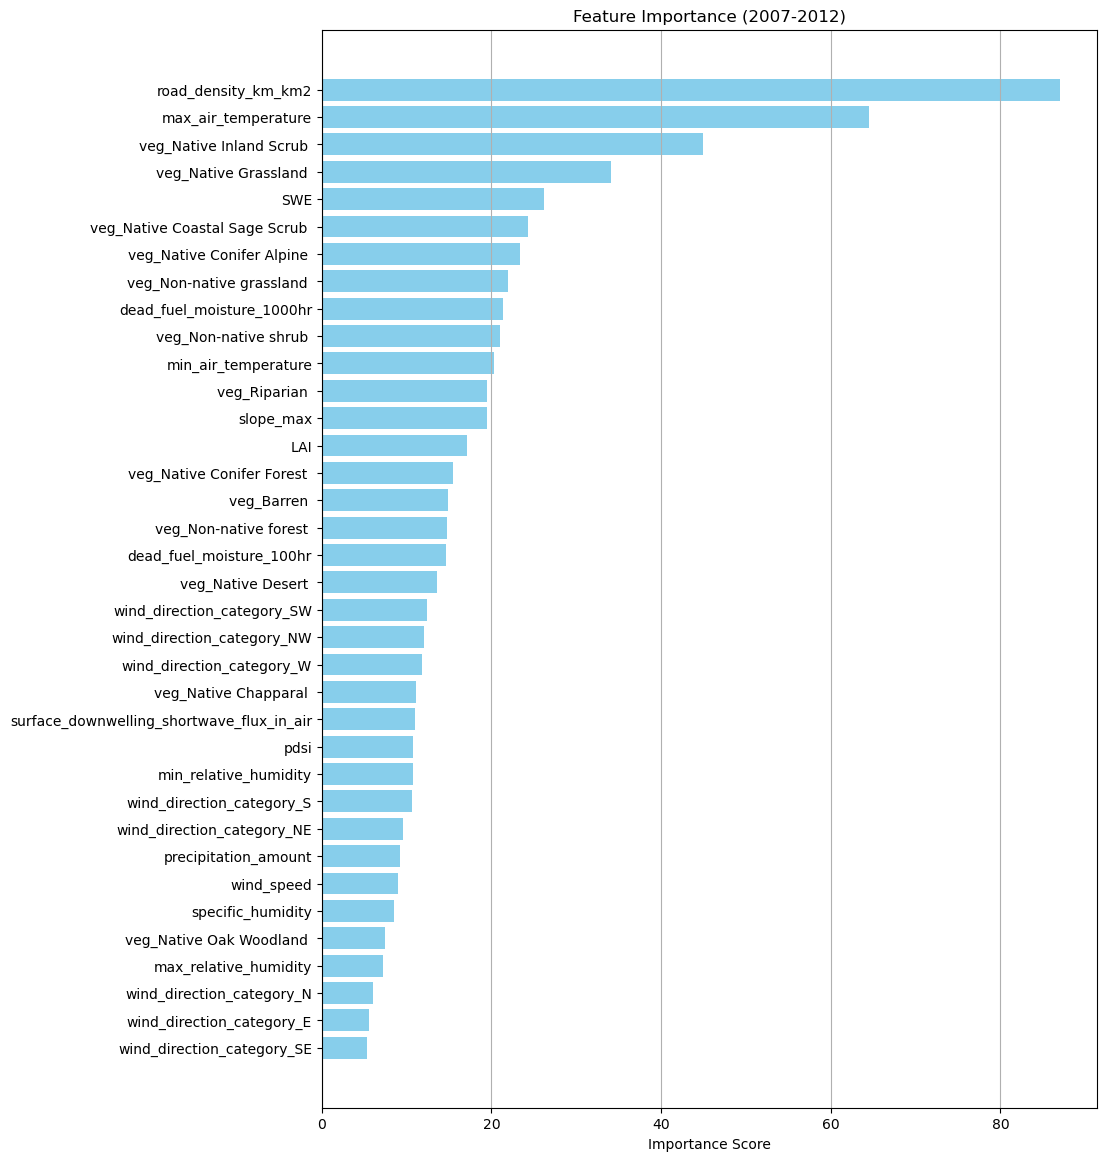 Feature Importance (2007-2012)
road_density_km_km2
max_air_temperature
veg_Native Inland Scrub
veg_Native Grassland
SWE
veg_Native Coastal Sage Scrub
veg_Native Conifer Alpine
veg_Non-native grassland
dead_fuel_moisture_1000hr
veg_Non-native shrub
min_air_temperature
veg_Riparian
slope_max
LAI
veg_Native Conifer Forest
veg_Barren
veg_Non-native forest
dead_fuel_moisture_100hr
veg_Native Desert
wind_direction_category_SW
wind_direction_category_NW
wind_direction_category_W
veg_Native Chapparal
surface_downwelling_shortwave_flux_in_air
pdsi
min_relative_humidity
wind_direction_category_S
wind_direction_category_NE
precipitation_amount
wind_speed
specific_humidity
veg_Native Oak Woodland
max_relative_humidity
wind_direction_category_N
wind_direction_category_E
wind_direction_category_SE
0 20 40 60 80
Importance Score